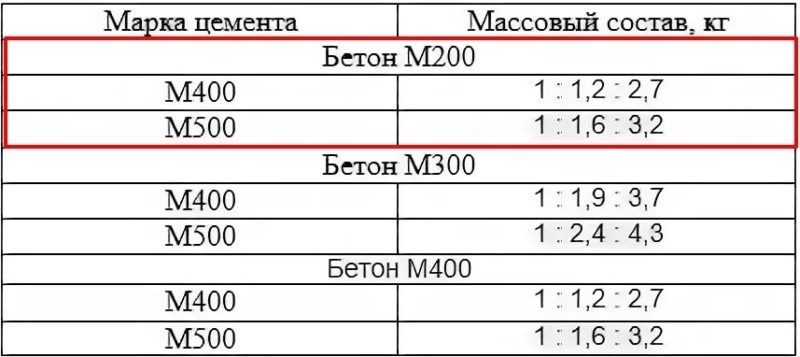 Марка цемента Массовый состав, кг
Бетон М200
М400 1 : 1,2 : 2,7
М500 1 : 1,6 : 3,2
Бетон М300
М400 1 : 1,9 : 3,7
М500 1 : 2,4 : 4,3
Бетон М400
М400 1 : 1,2 : 2,7
М500 1 : 1,6 : 3,2